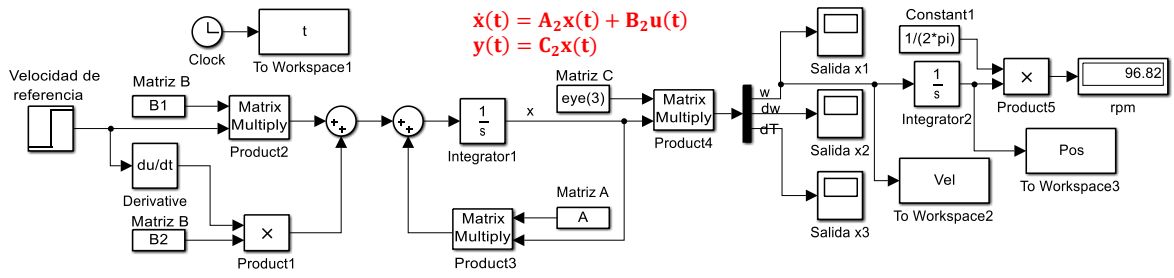 ẋ(t) = A₂x(t) + B₂u(t)
y(t) = C₂x(t)
Clock
t
To Workspace1
Velocidad de
referencia
Matriz B
B1
Matrix
Multiply
Product2
du/dt
Derivative
Matriz B
B2
×
Product1
++
++
1
s
Integrator1
x
Matriz C
eye(3)
Matrix
Multiply
Product4
Matriz A
A
Matrix
Multiply
Product3
w
dw
dT
Salida x1
Salida x2
Salida x3
Constant1
1/(2*pi)
1
s
Integrator2
×
Product5
96.82
rpm
Pos
To Workspace3
Vel
To Workspace2